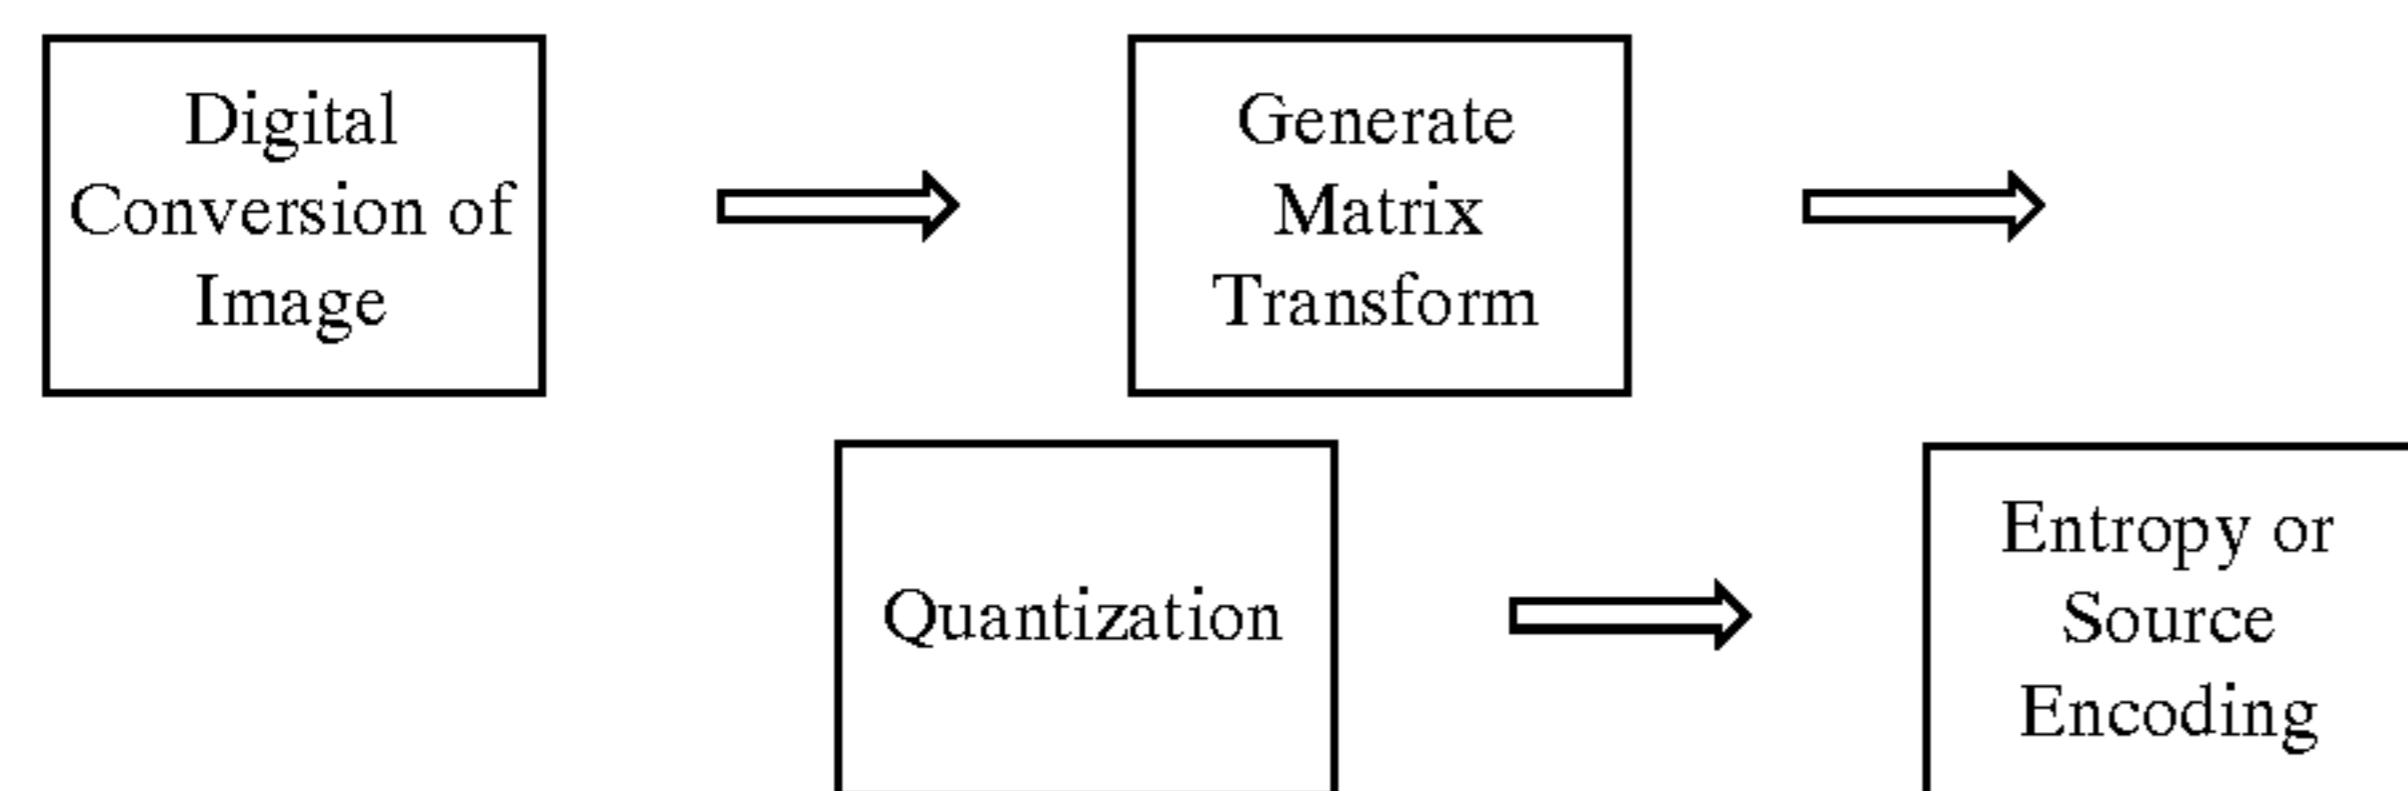 Digital
Conversion of
Image
Generate
Matrix
Transform
Quantization
Entropy or
Source
Encoding